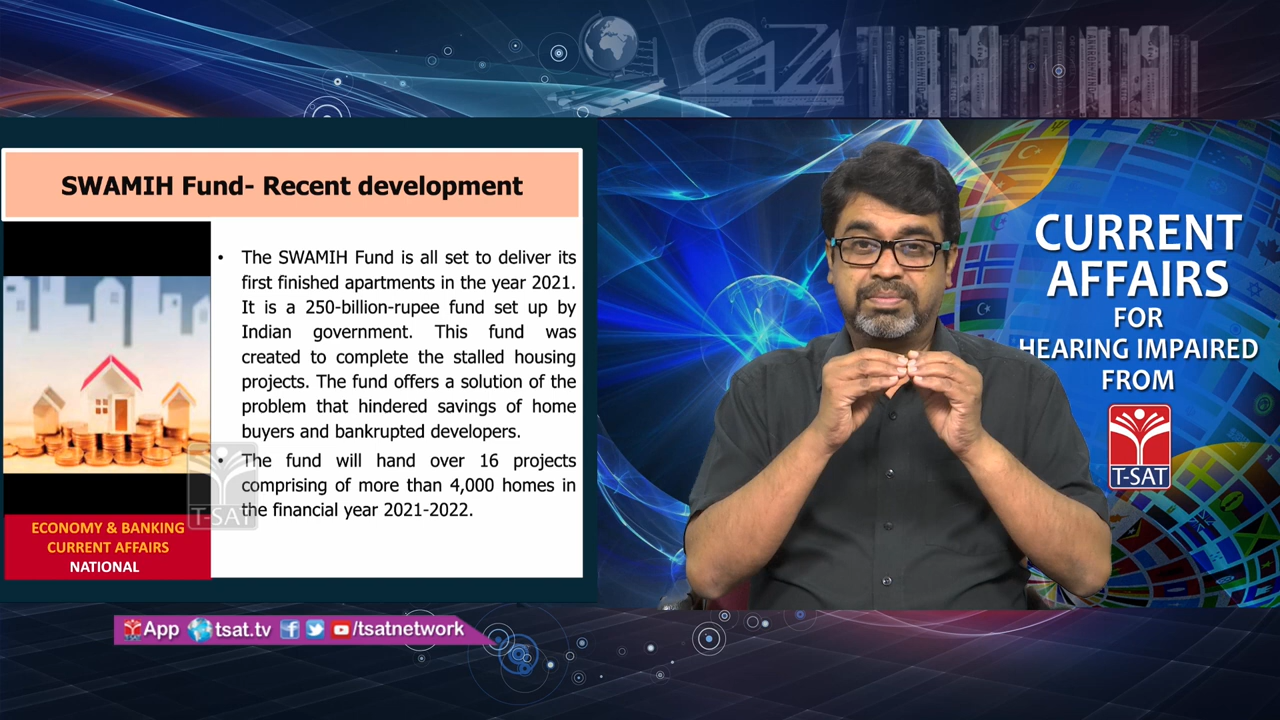 SWAMIH Fund- Recent development
• The SWAMIH Fund is all set to deliver its
first finished apartments in the year 2021.
It is a 250-billion-rupee fund set up by
Indian government. This fund was
created to complete the stalled housing
projects. The fund offers a solution of the
problem that hindered savings of home
buyers and bankrupted developers.
• The fund will hand over 16 projects
comprising of more than 4,000 homes in
the financial year 2021-2022.
T-SAT
ECONOMY & BANKING
CURRENT AFFAIRS
NATIONAL
CURRENT
AFFAIRS
FOR
HEARING IMPAIRED
FROM
T-SAT
App tsat.tv /tsatnetwork